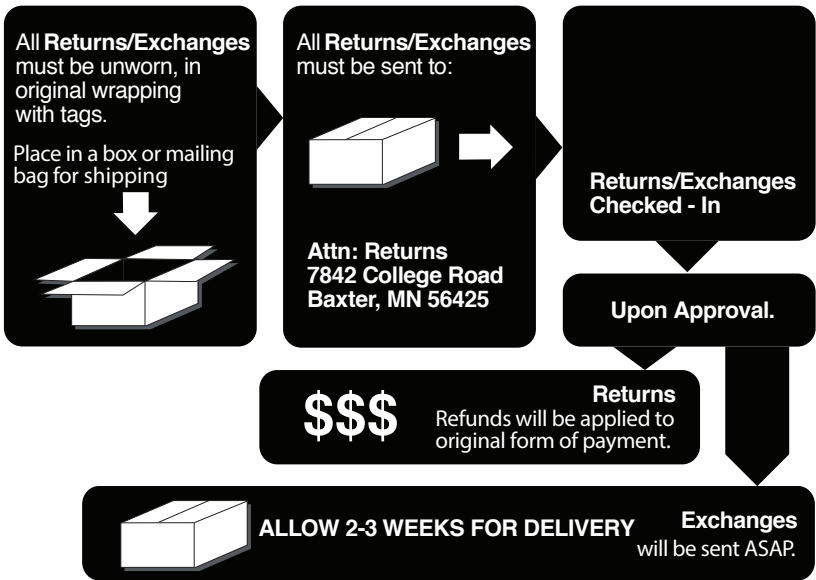 All Returns/Exchanges
must be unworn, in
original wrapping
with tags.
Place in a box or mailing
bag for shipping
All Returns/Exchanges
must be sent to:
Attn: Returns
7842 College Road
Baxter, MN 56425
Returns/Exchanges
Checked - In
Upon Approval.
$$$
Returns
Refunds will be applied to
original form of payment.
ALLOW 2-3 WEEKS FOR DELIVERY
Exchanges
will be sent ASAP.